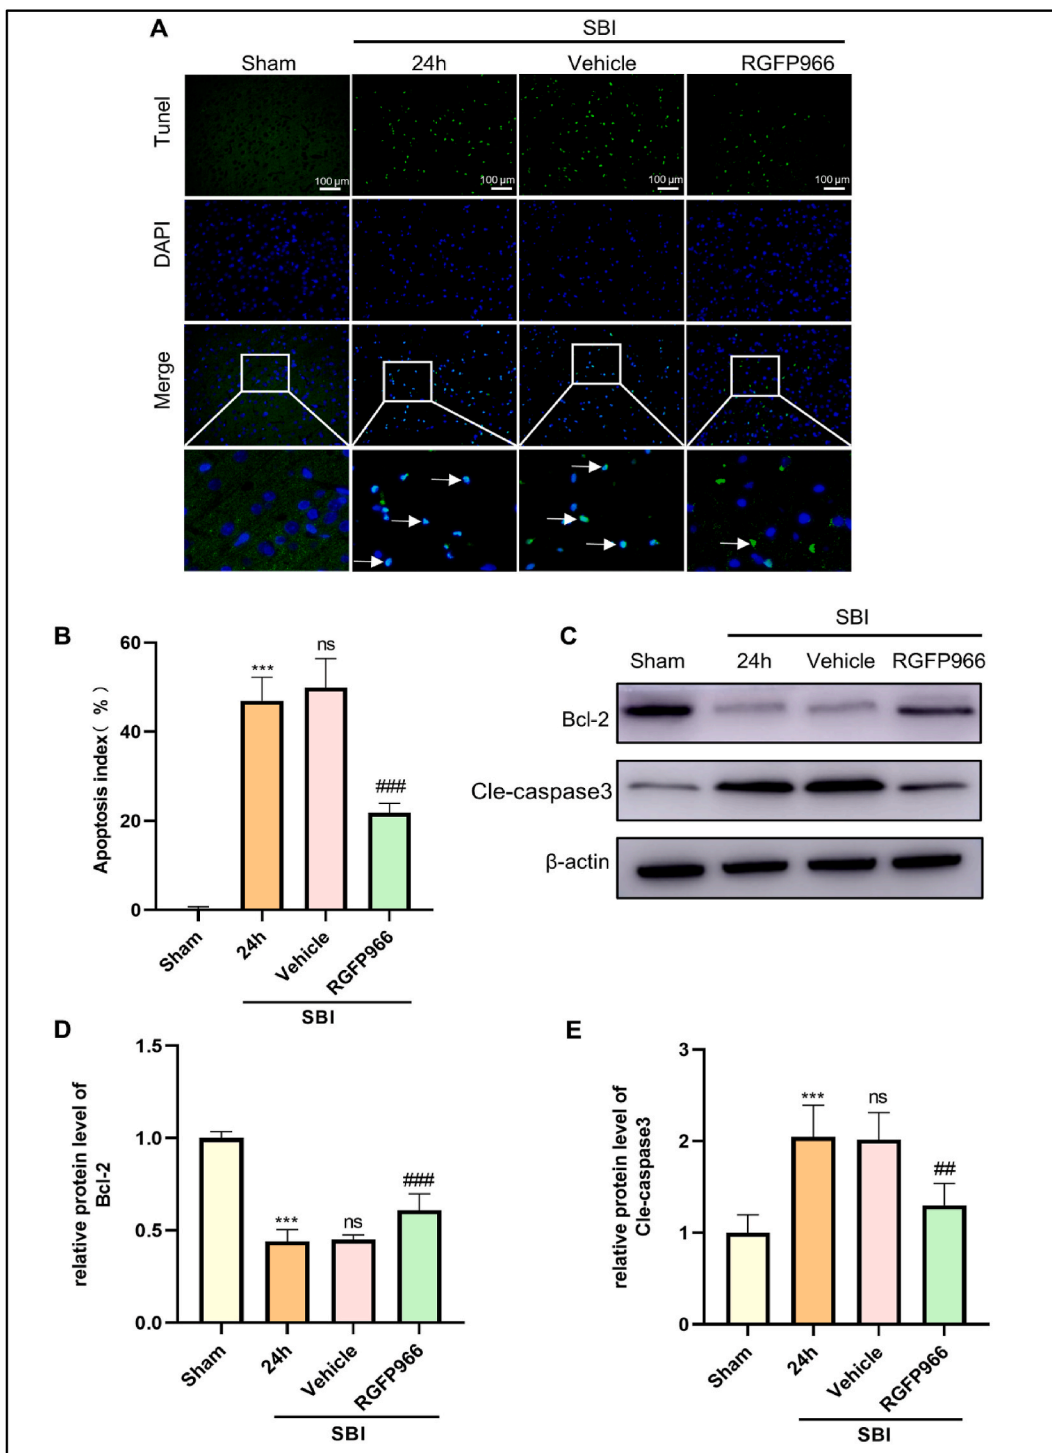 A
SBI
Sham 24h Vehicle RGFP966
Tunel
100 μm 100 μm 100 μm 100 μm
DAPI
Merge
B
Apoptosis index( %)
60
40
20
0
***
ns
###
Sham 24h Vehicle RGFP966
SBI
C
SBI
Sham 24h Vehicle RGFP966
Bcl-2
Cle-caspase3
β-actin
D
relative protein level of
Bcl-2
1.5
1.0
0.5
0.0
***
ns
###
Sham 24h Vehicle RGFP966
SBI
E
relative protein level of
Cle-caspase3
3
2
1
0
***
ns
##
Sham 24h Vehicle RGFP966
SBI